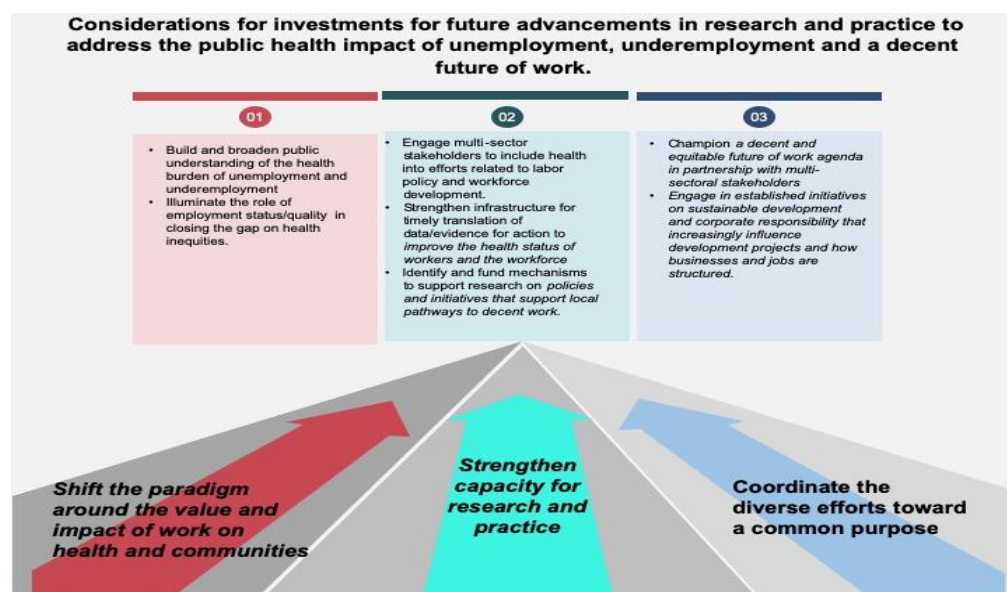 Considerations for investments for future advancements in research and practice to
address the public health impact of unemployment, underemployment and a decent
future of work.
01
• Build and broaden public
understanding of the health
burden of unemployment and
underemployment
• Illuminate the role of
employment status/quality in
closing the gap on health
inequities.
02
• Engage multi-sector
stakeholders to include health
into efforts related to labor
policy and workforce
development.
• Strengthen infrastructure for
timely translation of
data/evidence for action to
improve the health status of
workers and the workforce
• Identify and fund mechanisms
to support research on policies
and initiatives that support local
pathways to decent work.
03
• Champion a decent and
equitable future of work agenda
in partnership with multi-
sectoral stakeholders
• Engage in established initiatives
on sustainable development
and corporate responsibility that
increasingly influence
development projects and how
businesses and jobs are
structured.
Shift the paradigm
around the value and
impact of work on
health and communities
Strengthen
capacity for
research and
practice
Coordinate the
diverse efforts toward
a common purpose